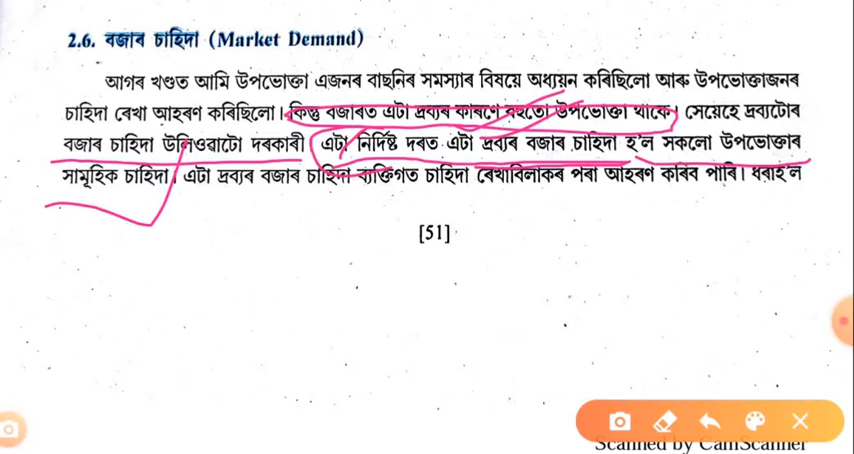 2.6. বজাৰ চাহিদা (Market Demand)
আগৰ খণ্ডত আমি উপভোক্তা এজনৰ বাছনিৰ সমস্যাৰ বিষয়ে অধ্যয়ন কৰিছিলো আৰু উপভোক্তাজনৰ
চাহিদা ৰেখা আহৰণ কৰিছিলো। কিন্তু বজাৰত এটা দ্ৰব্যৰ কাৰণে বহুতো উপভোক্তা থাকে। সেয়েহে দ্ৰব্যটোৰ
বজাৰ চাহিদা উলিওৱাটো দৰকাৰী। এটা নিৰ্দিষ্ট দৰত এটা দ্ৰব্যৰ বজাৰ চাহিদা হ'ল সকলো উপভোক্তাৰ
সামূহিক চাহিদা। এটা দ্ৰব্যৰ বজাৰ চাহিদা ব্যক্তিগত চাহিদা ৰেখাবিলাকৰ পৰা আহৰণ কৰিব পাৰি। ধৰাহ'ল
[51]
Scanned by CamScanner